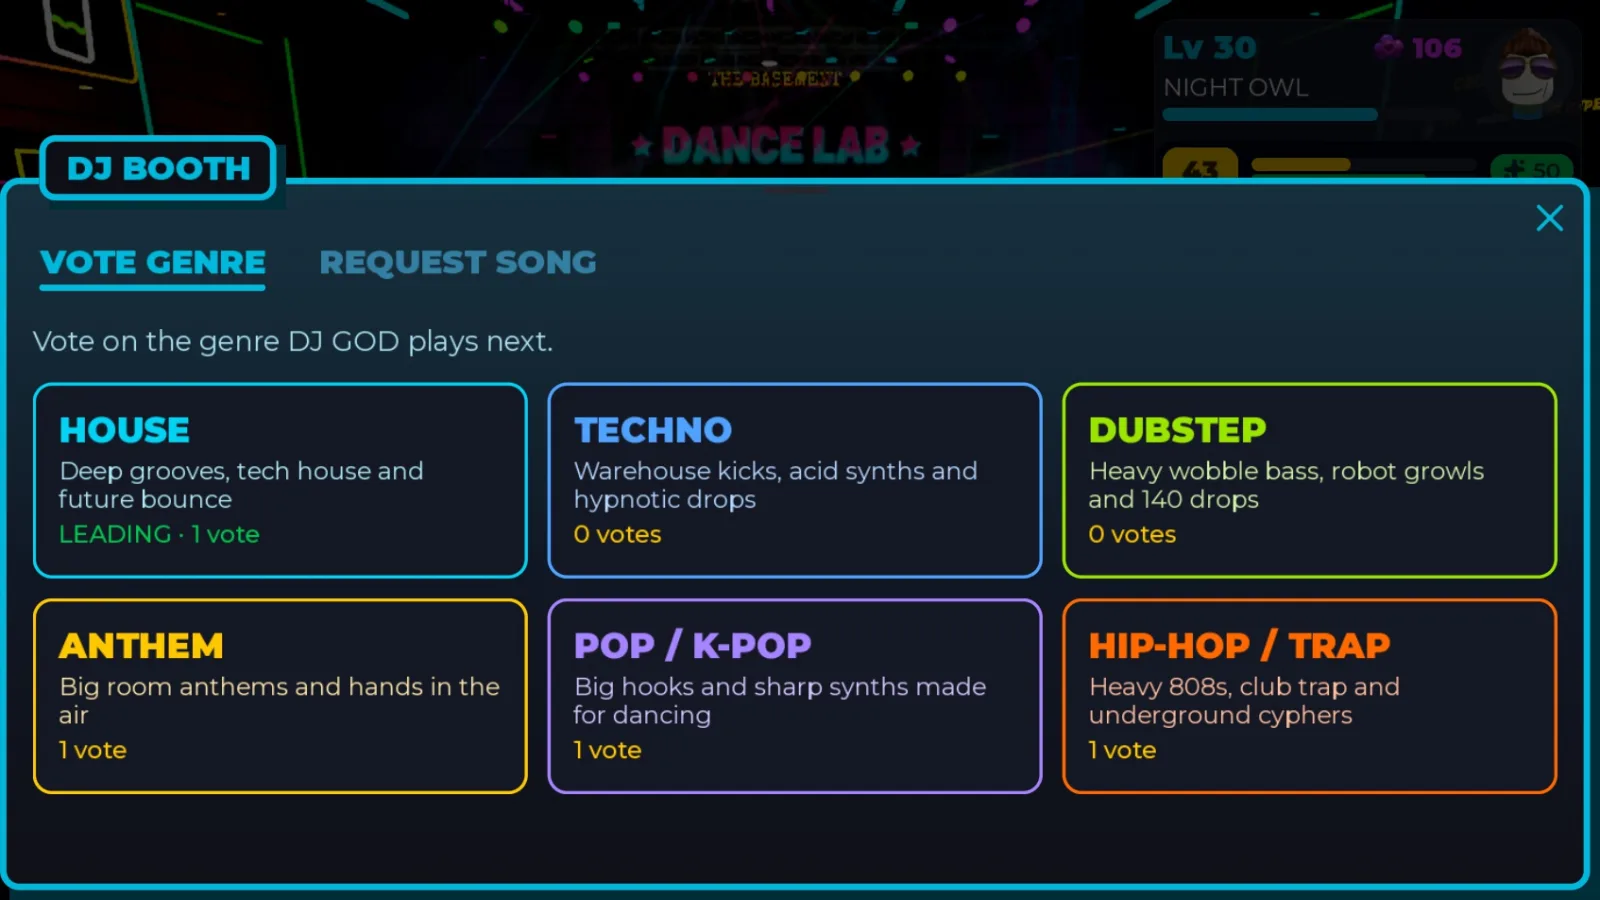 THE BASEMENT
DANCE LAB
Lv 30
106
NIGHT OWL
43
50
DJ BOOTH
VOTE GENRE
REQUEST SONG
Vote on the genre DJ GOD plays next.
HOUSE
Deep grooves, tech house and
future bounce
LEADING · 1 vote
TECHNO
Warehouse kicks, acid synths and
hypnotic drops
0 votes
DUBSTEP
Heavy wobble bass, robot growls
and 140 drops
0 votes
ANTHEM
Big room anthems and hands in the
air
1 vote
POP / K-POP
Big hooks and sharp synths made
for dancing
1 vote
HIP-HOP / TRAP
Heavy 808s, club trap and
underground cyphers
1 vote